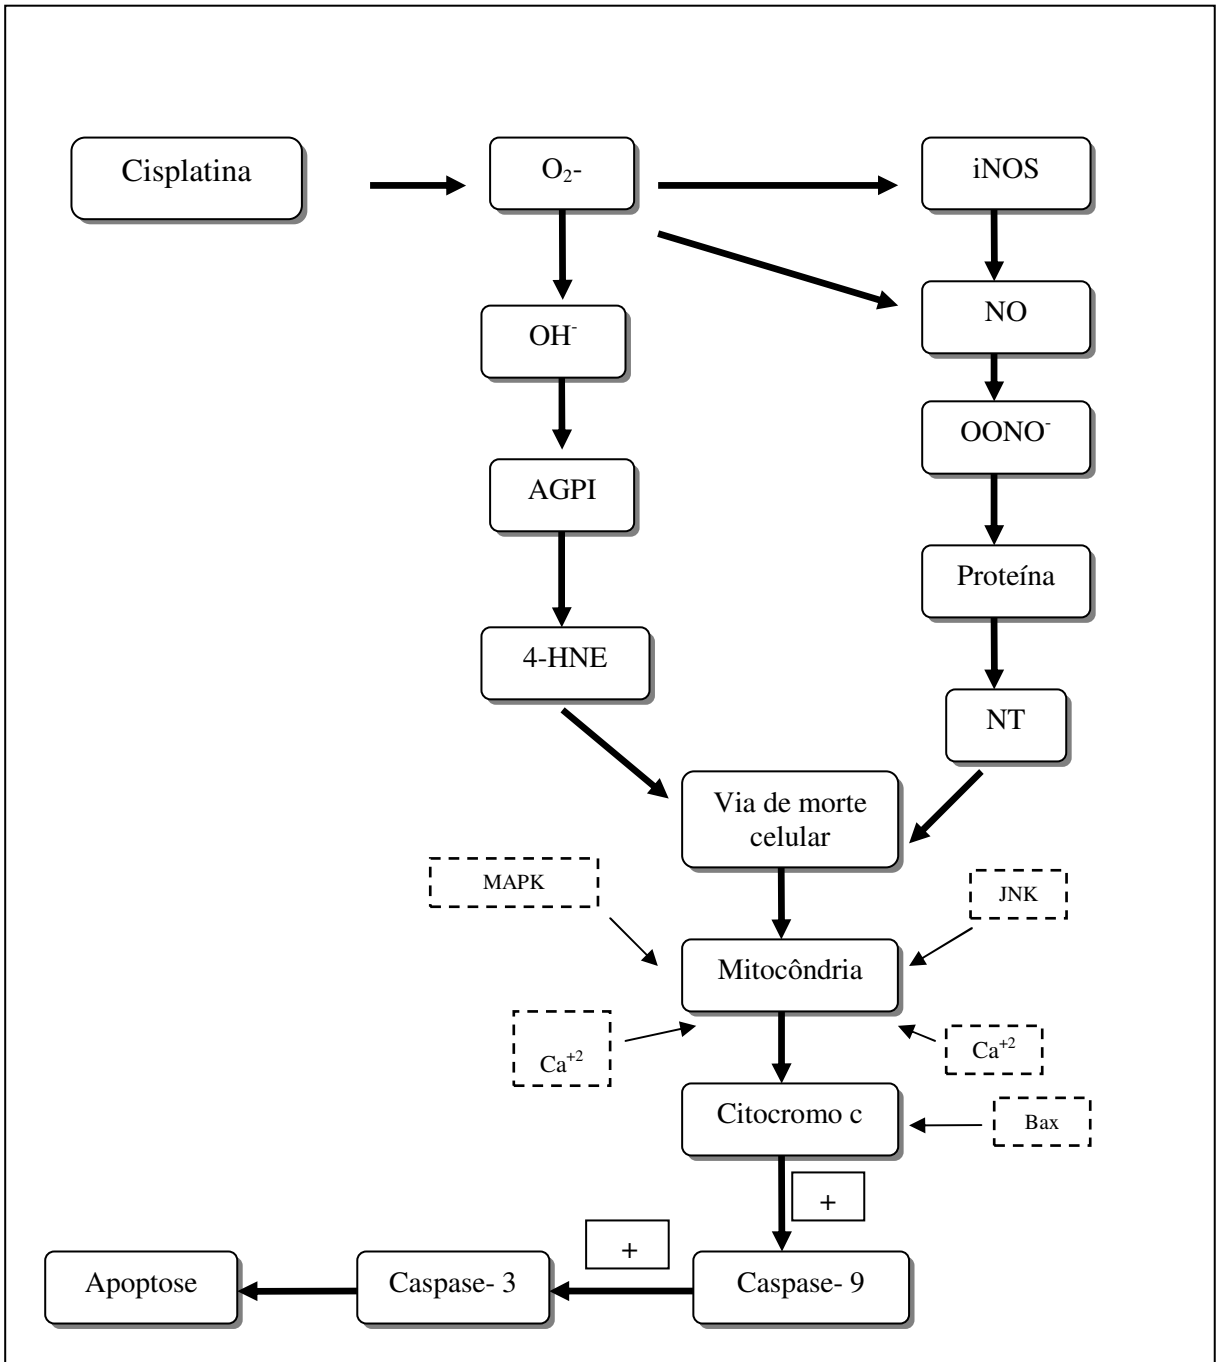 Cisplatina
O₂-
iNOS
OH⁻
NO
OONO⁻
AGPI
Proteína
4-HNE
NT
Via de morte
celular
MAPK
JNK
Mitocôndria
Ca⁺²
Ca⁺²
Citocromo c
Bax
+
+
Apoptose
Caspase- 3
Caspase- 9